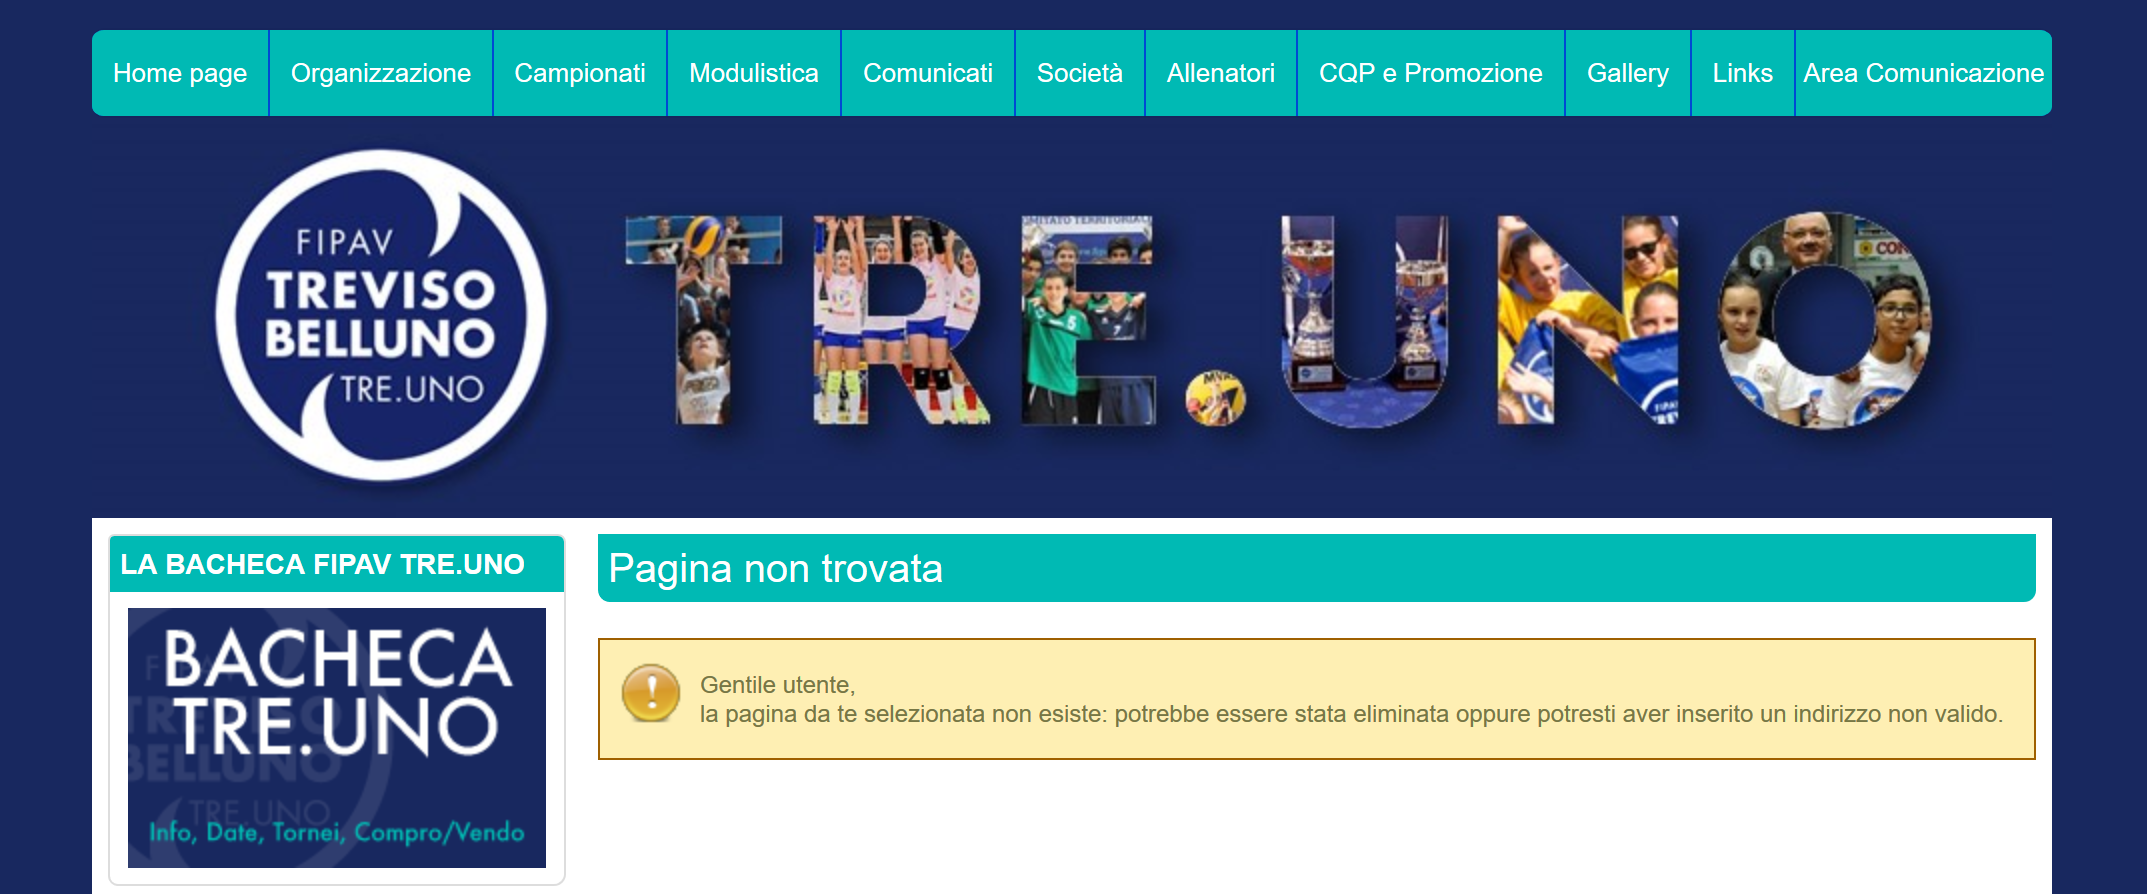 Home page
Organizzazione
Campionati
Modulistica
Comunicati
Società
Allenatori
CQP e Promozione
Gallery
Links
Area Comunicazione
FIPAV
TREVISO
BELLUNO
TRE.UNO
TRE.UNO
LA BACHECA FIPAV TRE.UNO
BACHECA
TRE.UNO
Info, Date, Tornei, Compro/Vendo
Pagina non trovata
Gentile utente,
la pagina da te selezionata non esiste: potrebbe essere stata eliminata oppure potresti aver inserito un indirizzo non valido.